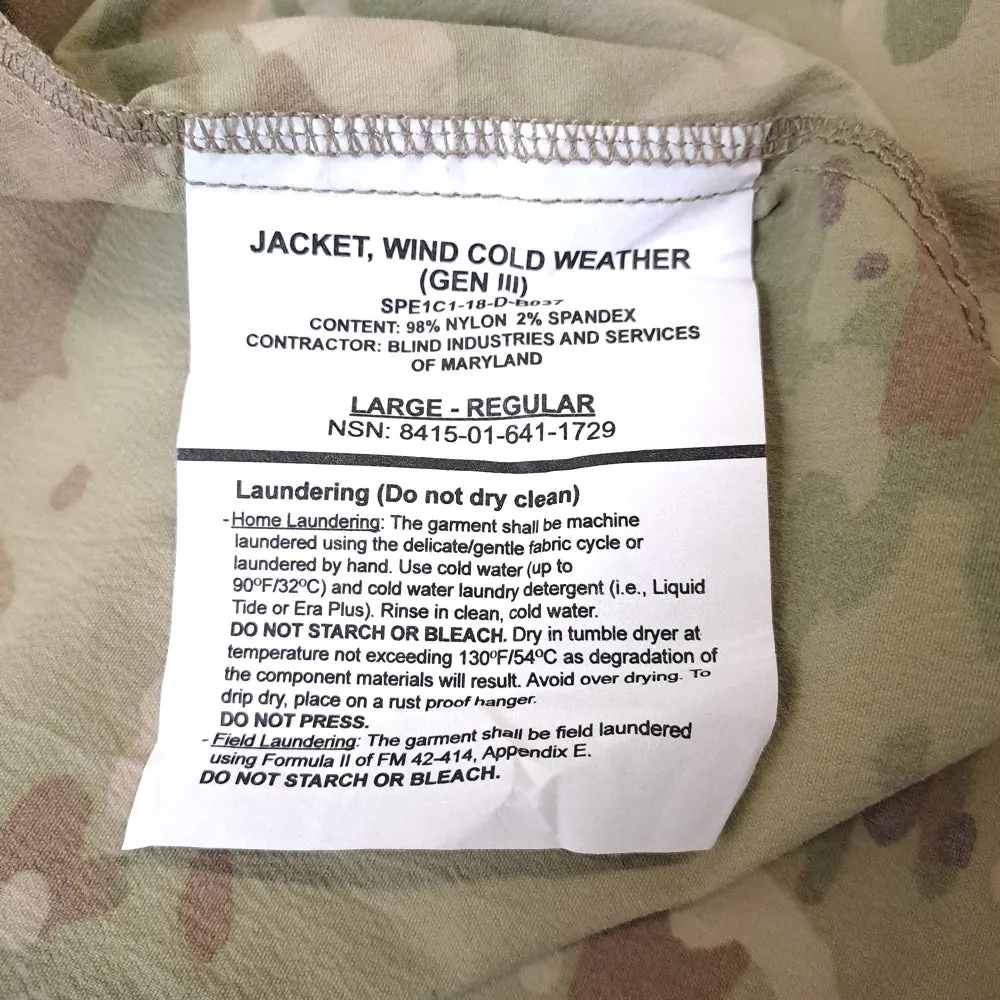 JACKET, WIND COLD WEATHER
(GEN III)
SPE1C1-18-D-B037
CONTENT: 98% NYLON 2% SPANDEX
CONTRACTOR: BLIND INDUSTRIES AND SERVICES
OF MARYLAND
LARGE - REGULAR
NSN: 8415-01-641-1729
Laundering (Do not dry clean)
-Home Laundering: The garment shall be machine
laundered using the delicate/gentle fabric cycle or
laundered by hand. Use cold water (up to
90ºF/32ºC) and cold water laundry detergent (i.e., Liquid
Tide or Era Plus). Rinse in clean, cold water.
DO NOT STARCH OR BLEACH. Dry in tumble dryer at
temperature not exceeding 130ºF/54ºC as degradation of
the component materials will result. Avoid over drying. To
drip dry, place on a rust proof hanger.
DO NOT PRESS.
- Field Laundering: The garment shall be field laundered
using Formula II of FM 42-414, Appendix E.
DO NOT STARCH OR BLEACH.